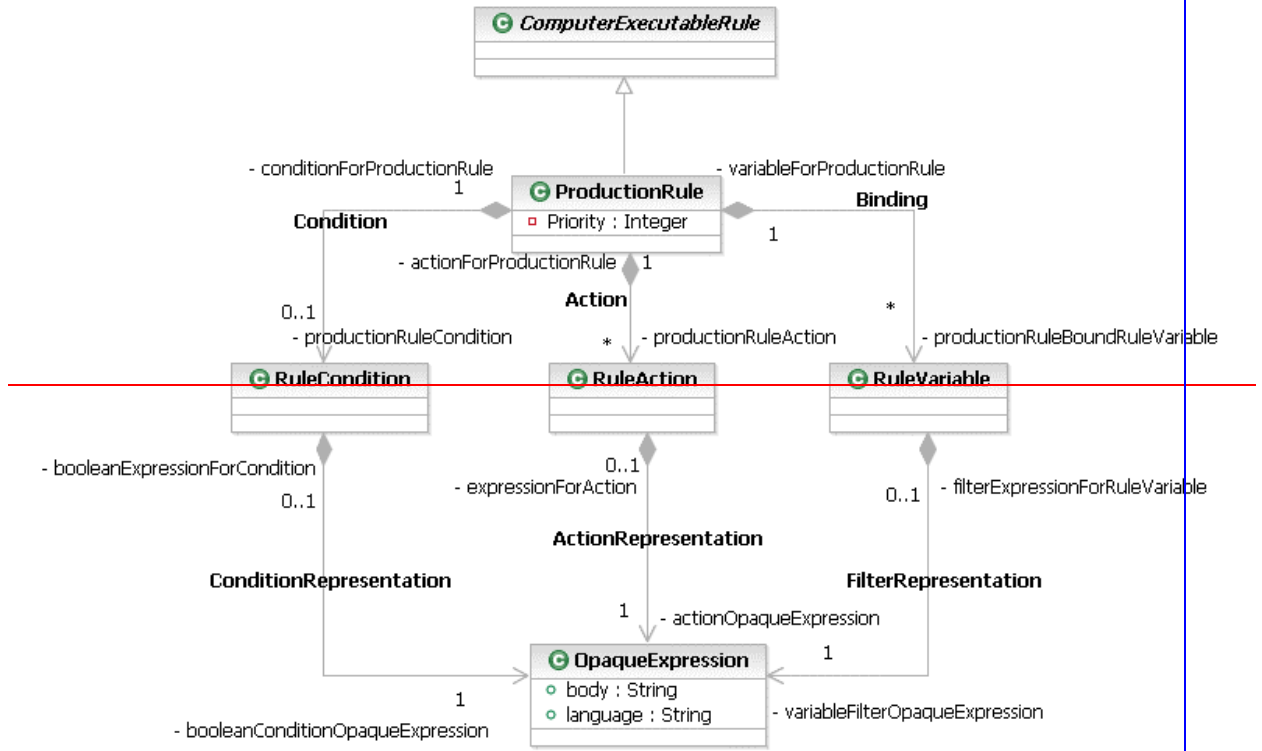 ComputerExecutableRule
- conditionForProductionRule
- variableForProductionRule
1
ProductionRule
Binding
Condition
Priority : Integer
1
- actionForProductionRule
1
Action
0..1
*
- productionRuleCondition
*
- productionRuleAction
- productionRuleBoundRuleVariable
RuleCondition
RuleAction
RuleVariable
- booleanExpressionForCondition
0..1
0..1
- expressionForAction
0..1
- filterExpressionForRuleVariable
ActionRepresentation
ConditionRepresentation
FilterRepresentation
1
- actionOpaqueExpression
OpaqueExpression
1
body : String
1
language : String
- variableFilterOpaqueExpression
- booleanConditionOpaqueExpression